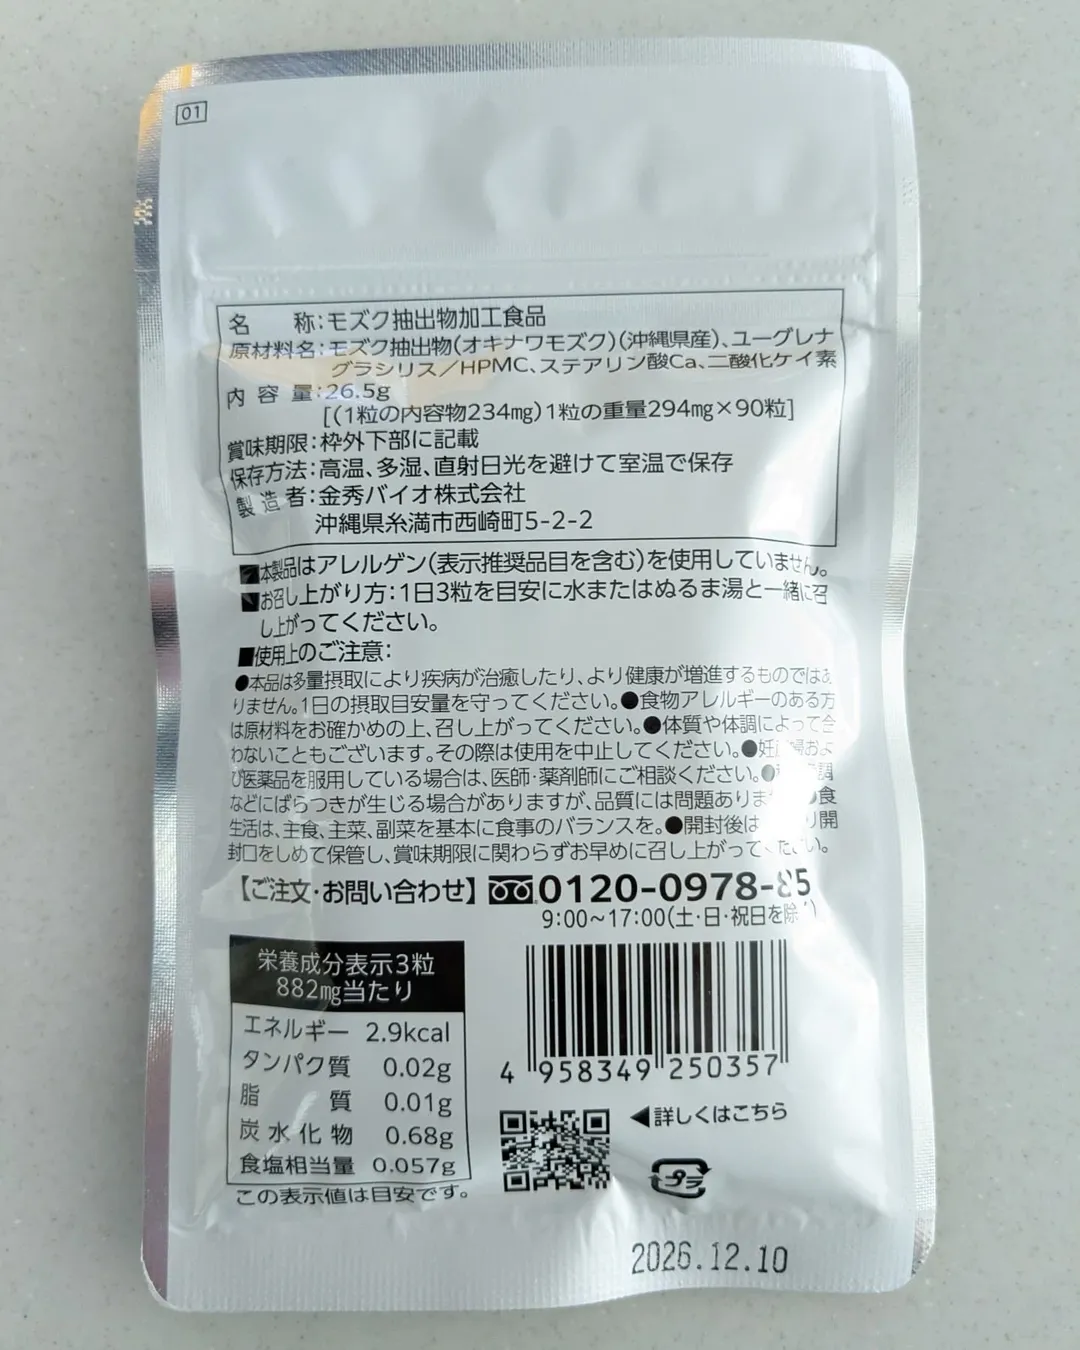 01
名 称:モズク抽出物加工食品
原材料名:モズク抽出物(オキナワモズク)(沖縄県産)、ユーグレナ
グラシリス/HPMC、ステアリン酸Ca、二酸化ケイ素
内 容 量:26.5g
[(1粒の内容物234mg)1粒の重量294mg×90粒]
賞味期限:枠外下部に記載
保存方法:高温、多湿、直射日光を避けて室温で保存
製 造 者:金秀バイオ株式会社
沖縄県糸満市西崎町5-2-2
■本製品はアレルゲン(表示推奨品目を含む)を使用していません。
■お召し上がり方:1日3粒を目安に水またはぬるま湯と一緒に召
し上がってください。
■使用上のご注意:
●本品は多量摂取により疾病が治癒したり、より健康が増進するものではあ
りません。1日の摂取目安量を守ってください。●食物アレルギーのある方
は原材料をお確かめの上、召し上がってください。●体質や体調によって合
わないこともございます。その際は使用を中止してください。●妊 婦およ
び医薬品を服用している場合は、医師・薬剤師にご相談ください。● 調
などにばらつきが生じる場合がありますが、品質には問題ありま 食
生活は、主食、主菜、副菜を基本に食事のバランスを。●開封後は り開
封口をしめて保管し、賞味期限に関わらずお早めに召し上がってください。
【ご注文・お問い合わせ】 0120-0978-85
9:00~17:00(土・日・祝日を除く)
栄養成分表示3粒
882mg当たり
エネルギー 2.9kcal
タンパク質 0.02g
脂 質 0.01g
炭水化物 0.68g
食塩相当量 0.057g
この表示値は目安です。
4 958349 250357
◀詳しくはこちら
プラ
2026.12.10